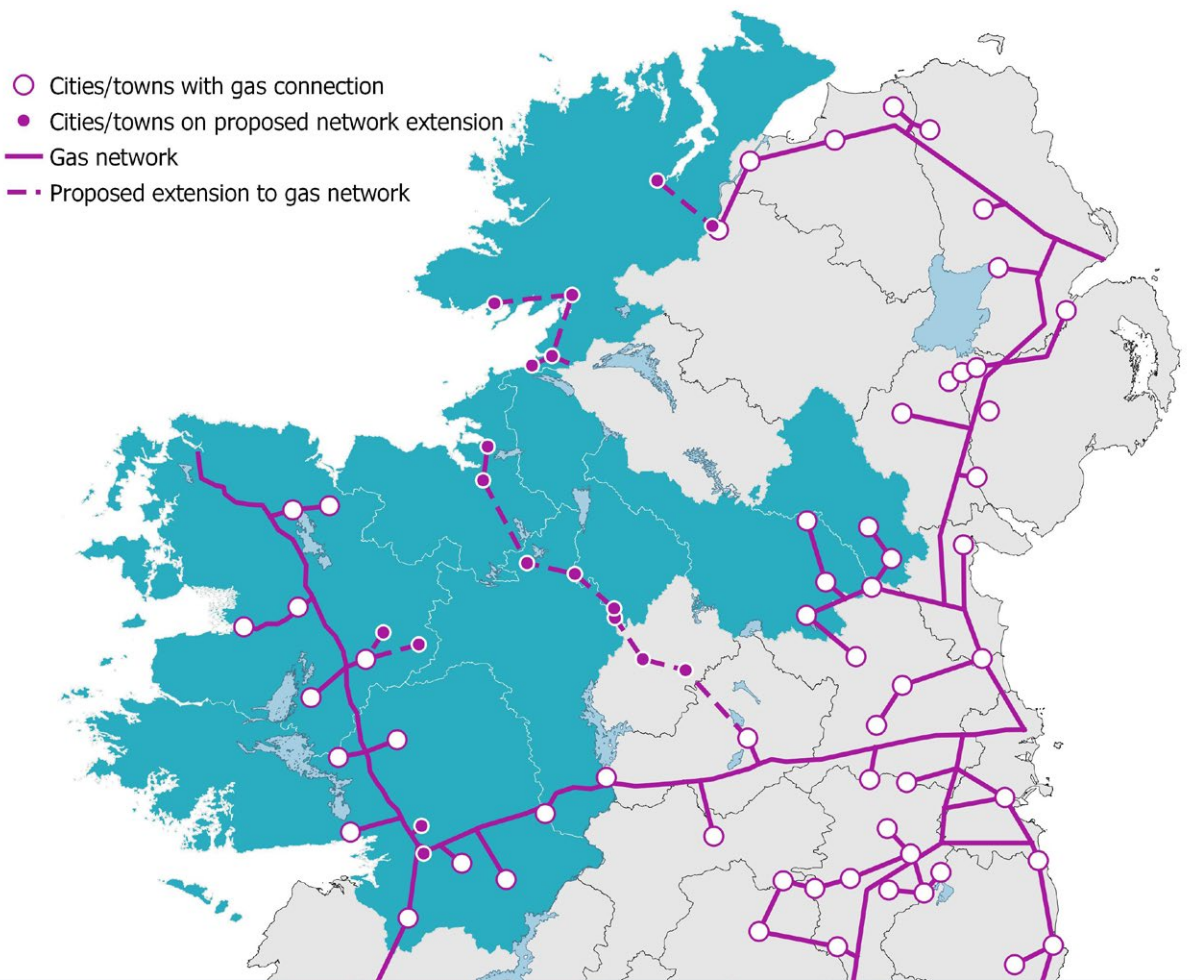 Cities/towns with gas connection
Cities/towns on proposed network extension
Gas network
Proposed extension to gas network